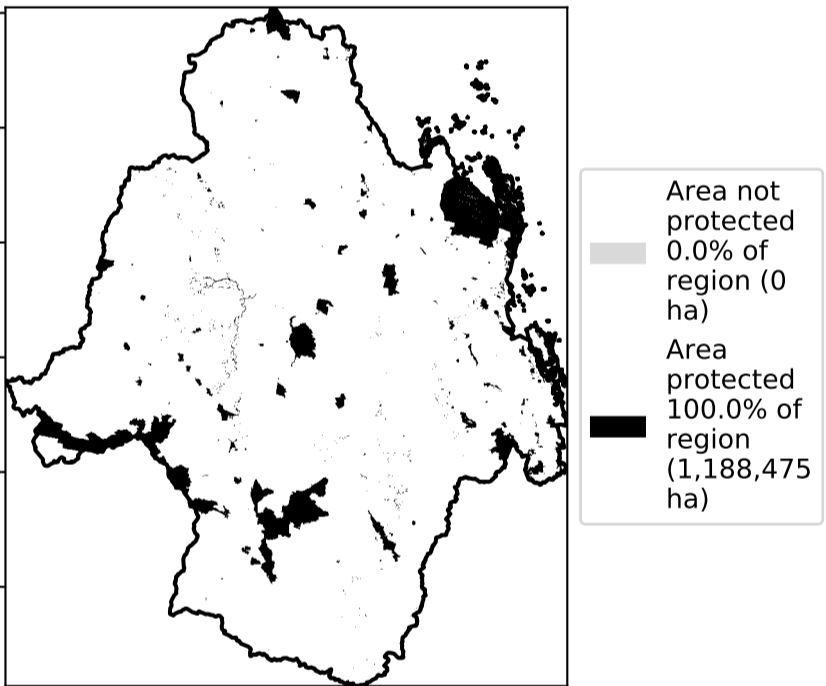 Area not
protected
0.0% of
region (0
ha)
Area
protected
100.0% of
region
(1,188,475
ha)